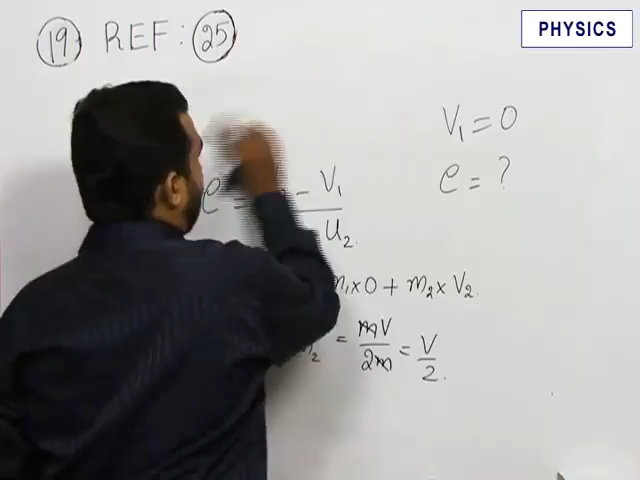 PHYSICS
19 REF: 25
V₁ = 0
e = ?
e = - V₁ / U₂
m₁ x 0 + m₂ x V₂
= mV / 2m = V / 2